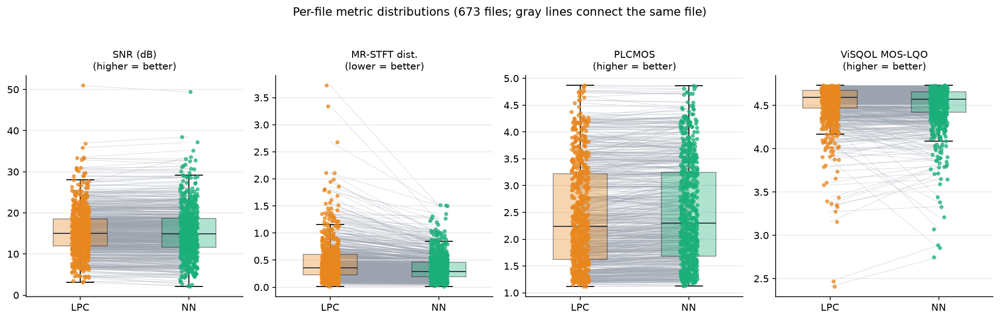 Per-file metric distributions (673 files; gray lines connect the same file)
SNR (dB)
(higher = better)
50
40
30
20
10
0
LPC
NN
MR-STFT dist.
(lower = better)
3.5
3.0
2.5
2.0
1.5
1.0
0.5
0.0
LPC
NN
PLCMOS
(higher = better)
5.0
4.5
4.0
3.5
3.0
2.5
2.0
1.5
1.0
LPC
NN
ViSQOL MOS-LQO
(higher = better)
4.5
4.0
3.5
3.0
2.5
LPC
NN